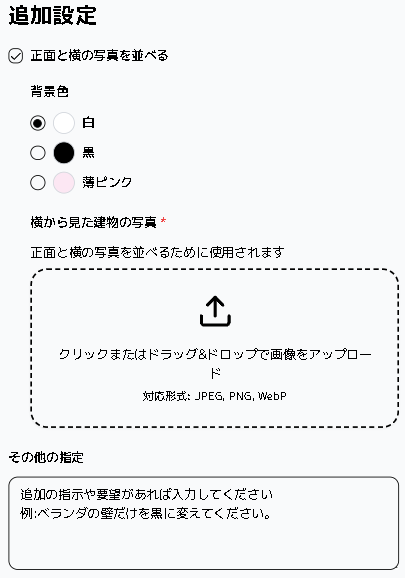 追加設定
正面と横の写真を並べる
背景色
白
黒
薄ピンク
横から見た建物の写真 *
正面と横の写真を並べるために使用されます
クリックまたはドラッグ&ドロップで画像をアップロー
ド
対応形式: JPEG, PNG, WebP
その他の指定
追加の指示や要望があれば入力してください
例:ベランダの壁だけを黒に変えてください。